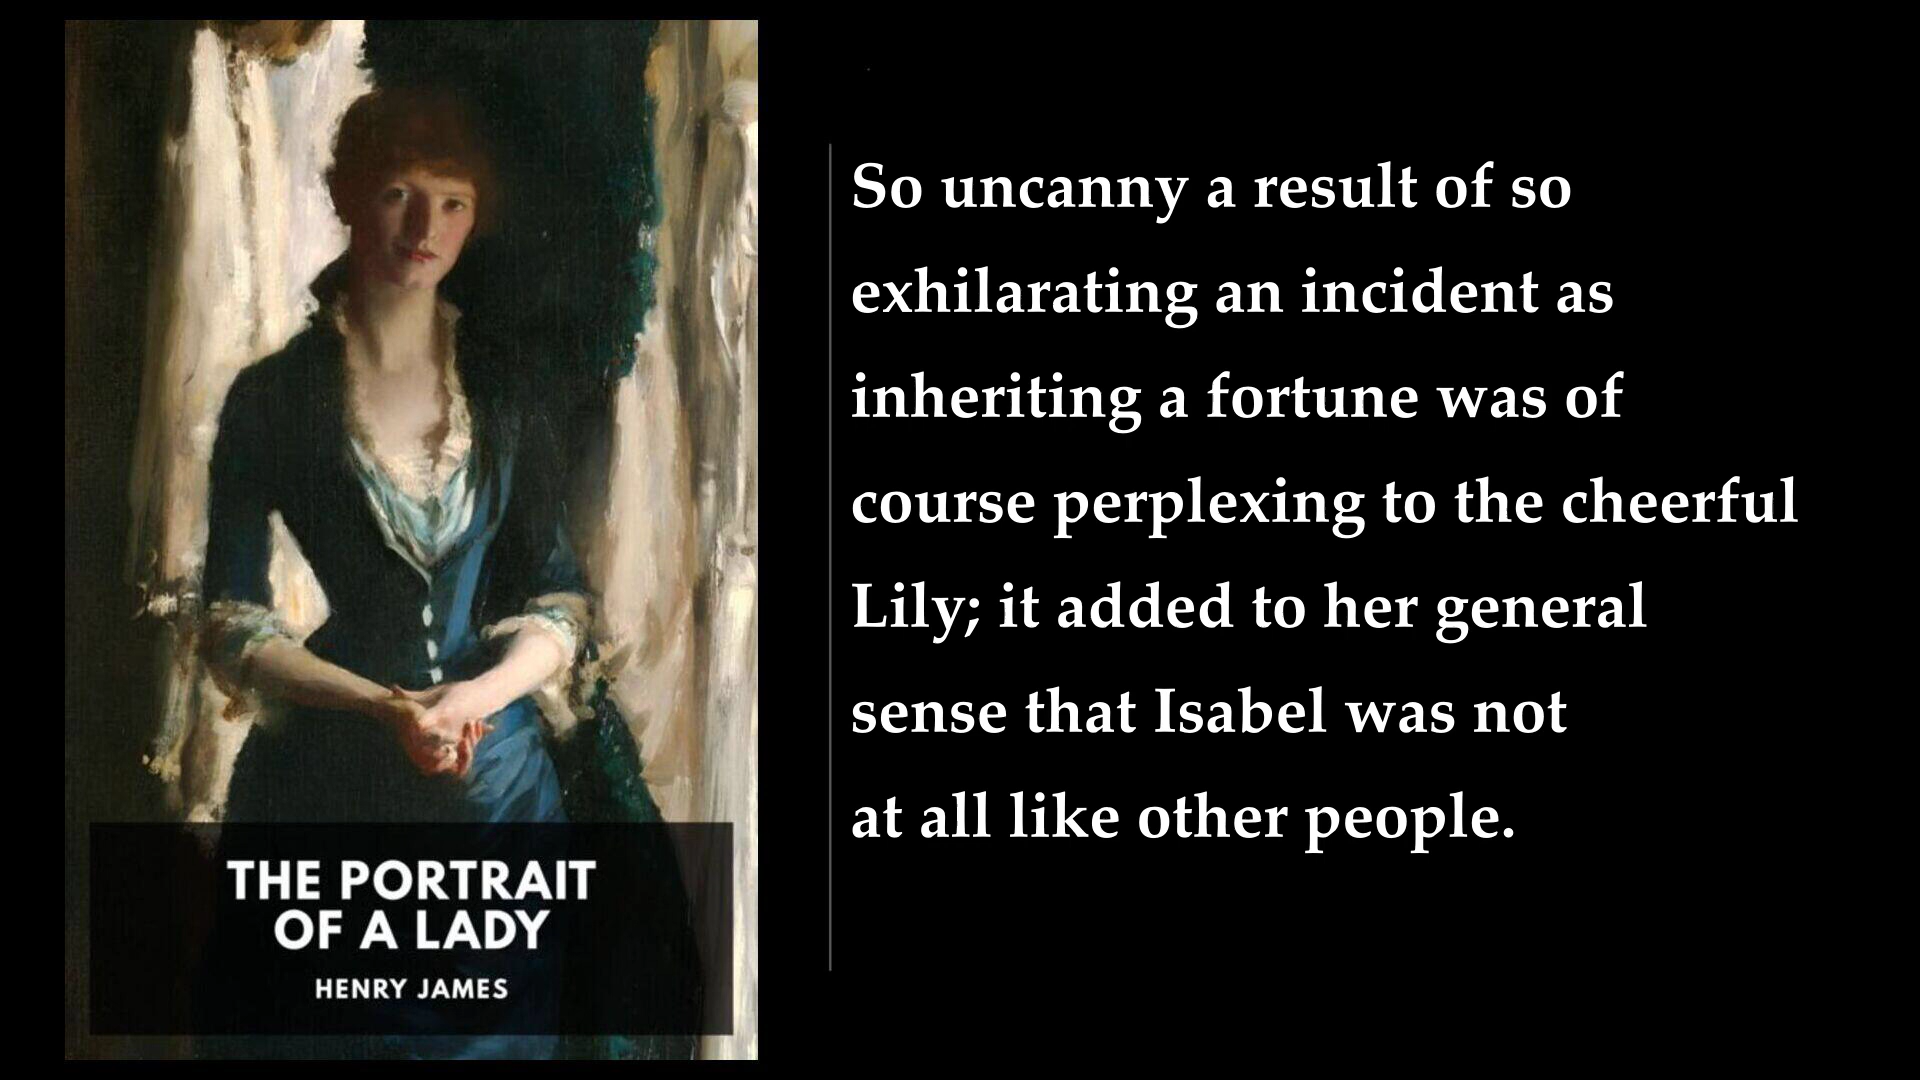 THE PORTRAIT
OF A LADY
HENRY JAMES
So uncanny a result of so
exhilarating an incident as
inheriting a fortune was of
course perplexing to the cheerful
Lily; it added to her general
sense that Isabel was not
at all like other people.